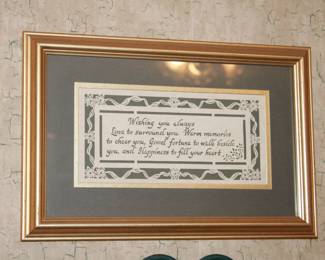 Wishing you always
Love to surround you, Warm memories
to cheer you, Good fortune to walk beside
you, and Happiness to fill your heart